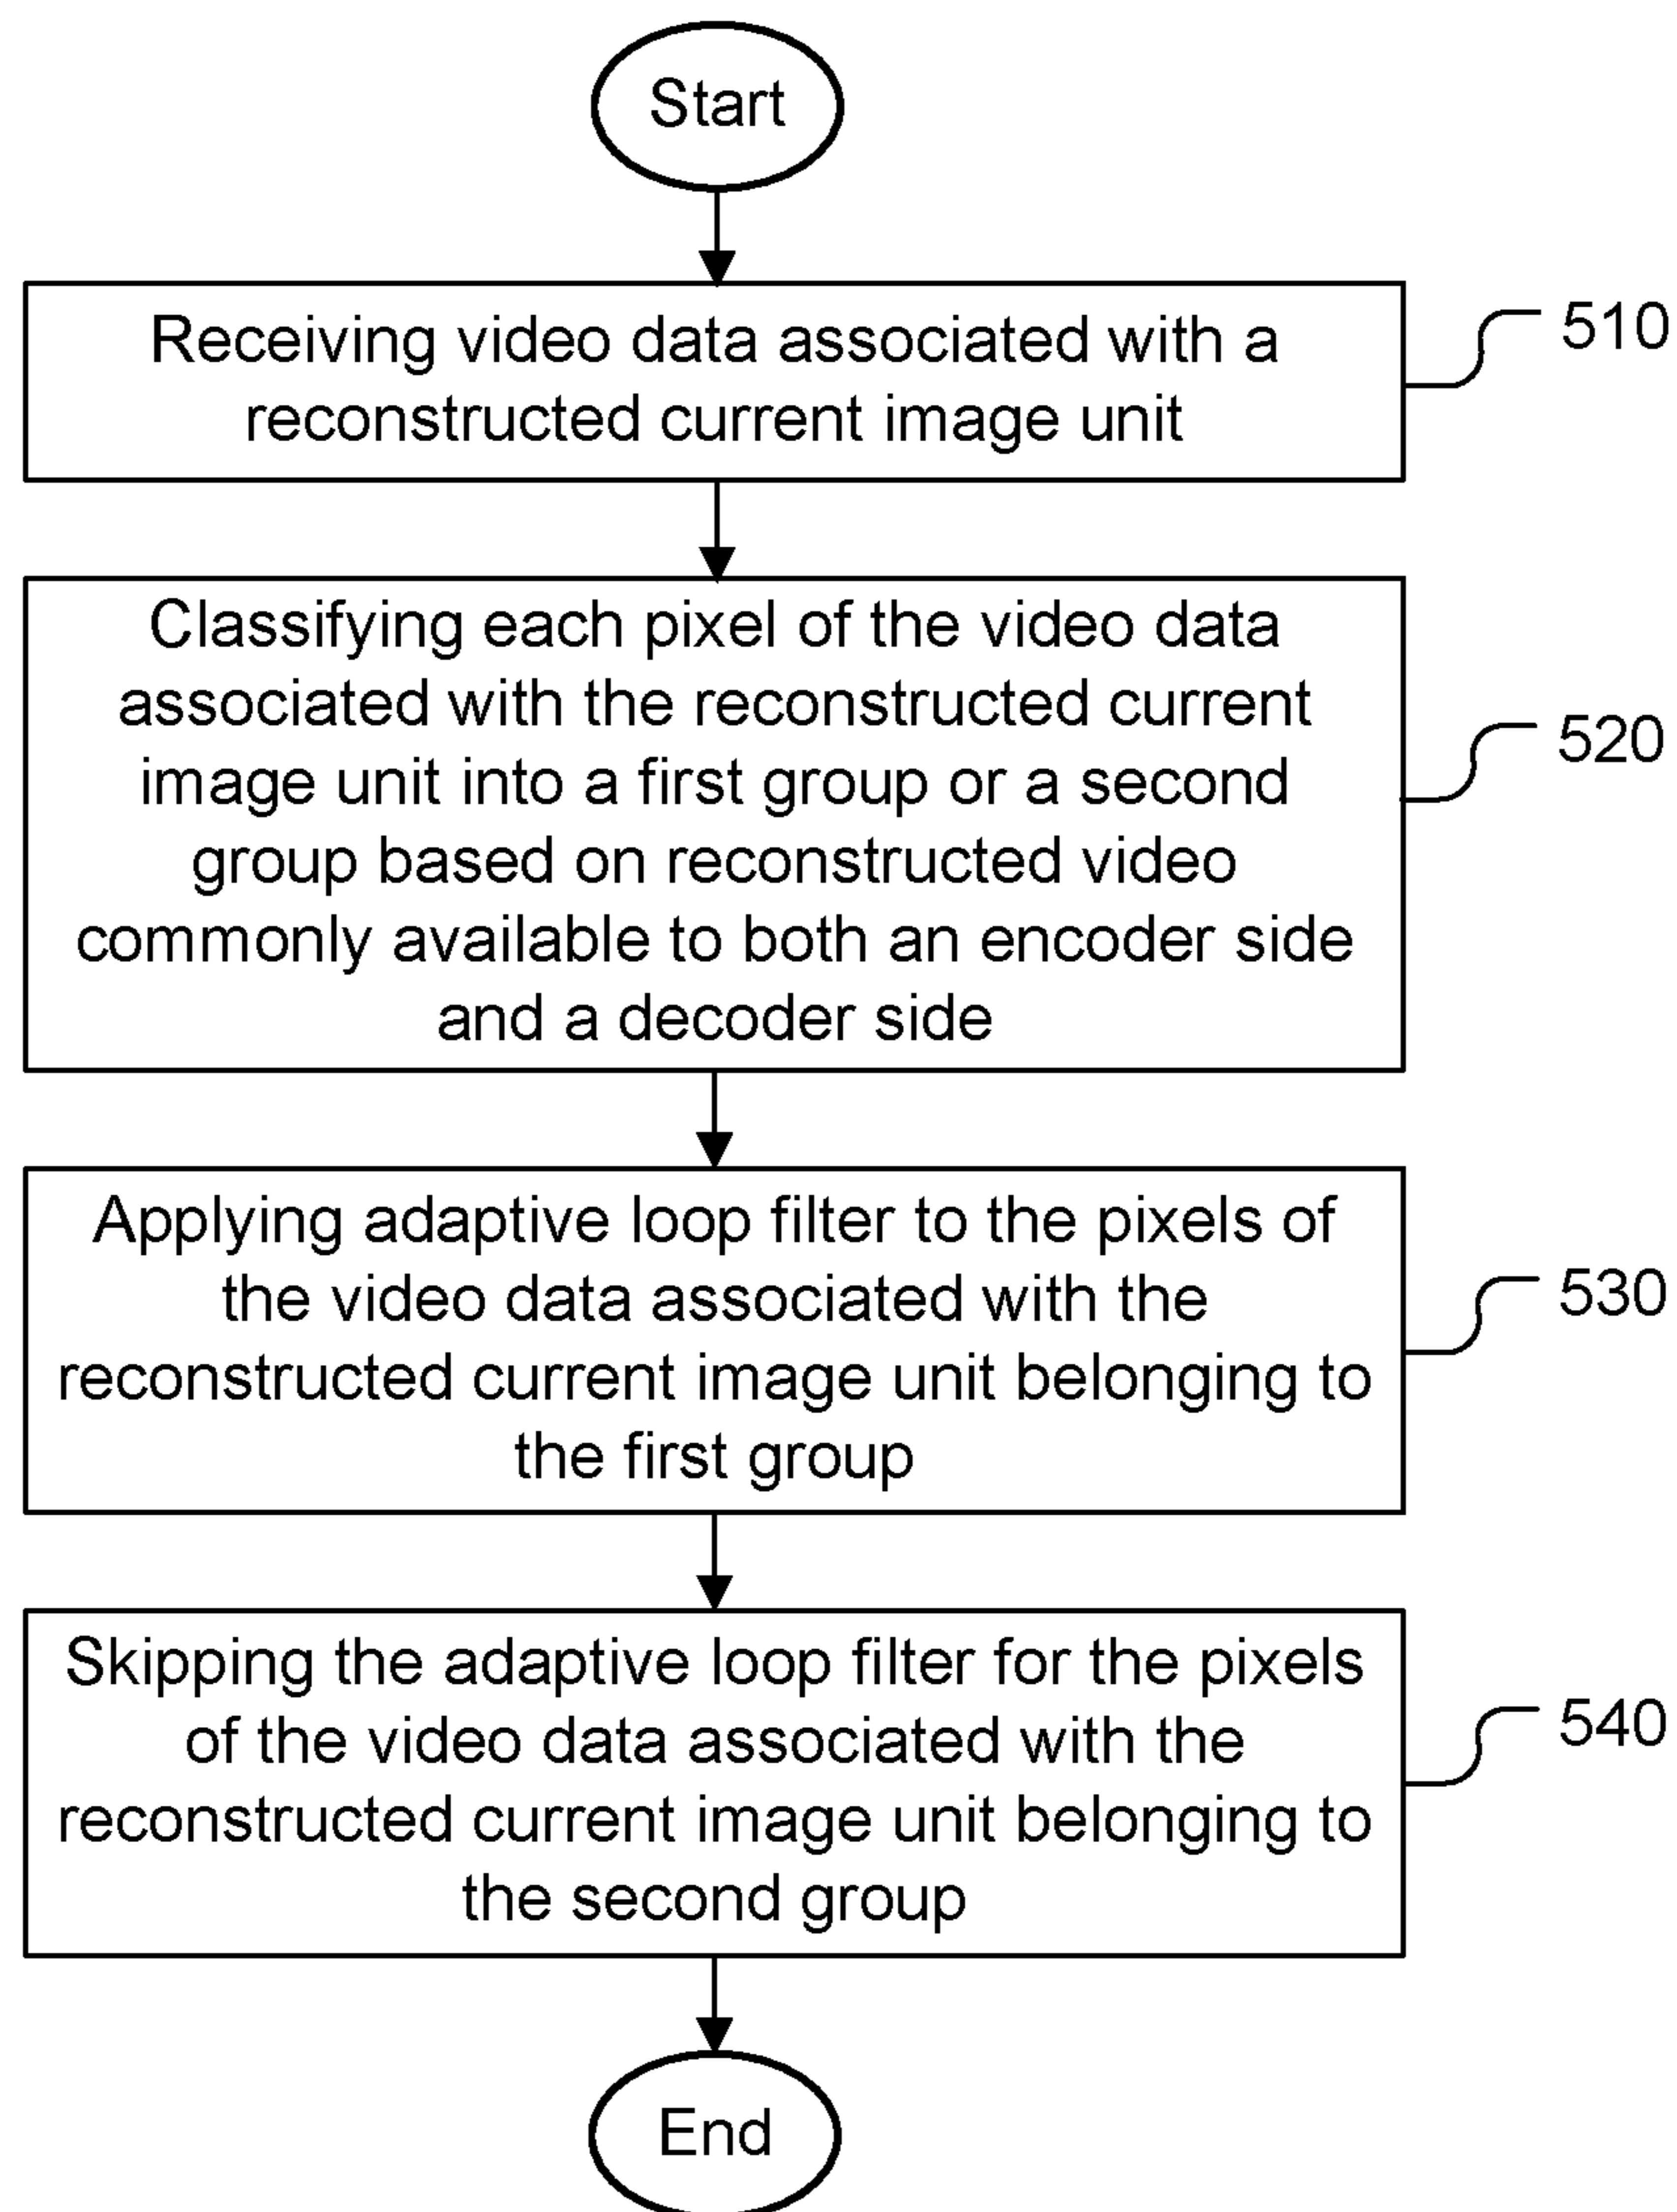 Start
Receiving video data associated with a
reconstructed current image unit
510
Classifying each pixel of the video data
associated with the reconstructed current
image unit into a first group or a second
group based on reconstructed video
commonly available to both an encoder side
and a decoder side
520
Applying adaptive loop filter to the pixels of
the video data associated with the
reconstructed current image unit belonging to
the first group
530
Skipping the adaptive loop filter for the pixels
of the video data associated with the
reconstructed current image unit belonging to
the second group
540
End